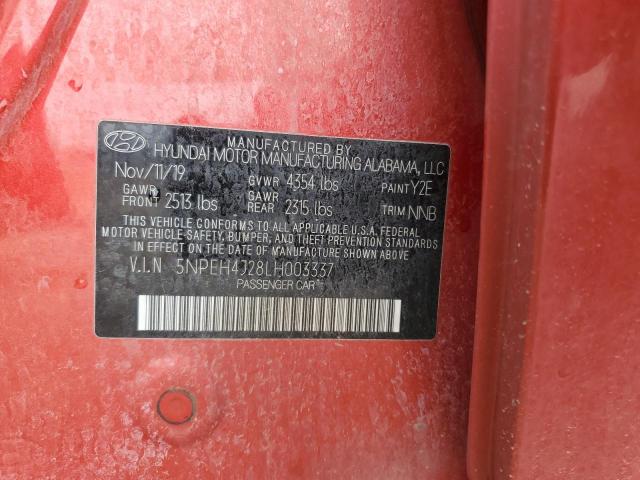 MANUFACTURED BY
HYUNDAI MOTOR MANUFACTURING ALABAMA, LLC
Nov/11/19 GVWR 4354 lbs PAINT Y2E
GAWR FRONT 2513 lbs GAWR REAR 2315 lbs TRIM NNB
THIS VEHICLE CONFORMS TO ALL APPLICABLE U.S.A FEDERAL
MOTOR VEHICLE-SAFETY, BUMPER, AND THEFT PREVENTION STANDARDS
IN EFFECT ON THE DATE OF MANUFACTURE SHOWN ABOVE
V.I.N 5NPEH4J28LH003337
PASSENGER CAR